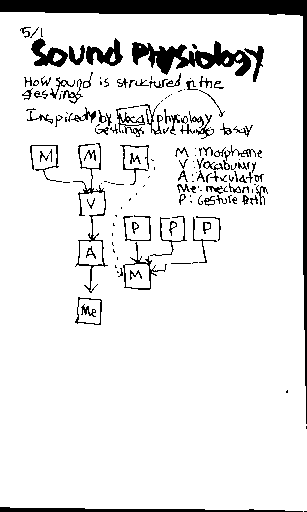 5/1
Sound Physiology
How sound is structured in the
gestlings
Inspired by Vocal physiology
Gestlings have things to say
M M M
M: Morpheme
V: Vocabulary
A: Articulator
Me: mechanism
P: Gesture Path
V
P P P
A
M
Me